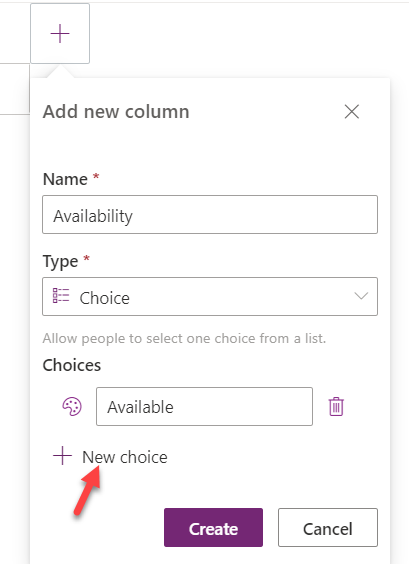 Add new column
Name *
Availability
Type *
Choice
Allow people to select one choice from a list.
Choices
Available
New choice
Create Cancel